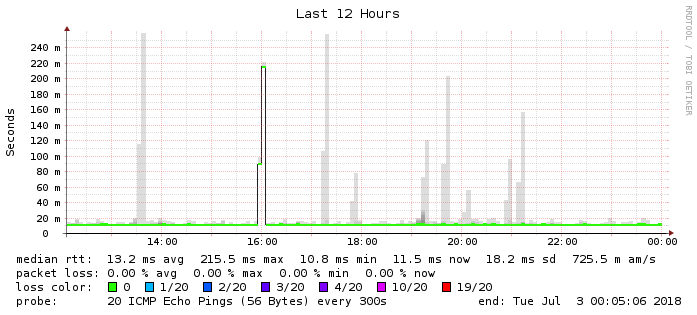 Last 12 Hours
RRDTOOL / TOBI OETIKER
Seconds
240 m
220 m
200 m
180 m
160 m
140 m
120 m
100 m
80 m
60 m
40 m
20 m
0
14:00 16:00 18:00 20:00 22:00 00:00
median rtt: 13.2 ms avg 215.5 ms max 10.8 ms min 11.5 ms now 18.2 ms sd 725.5 m am/s
packet loss: 0.00 % avg 0.00 % max 0.00 % min 0.00 % now
loss color: 0 1/20 2/20 3/20 4/20 10/20 19/20
probe: 20 ICMP Echo Pings (56 Bytes) every 300s end: Tue Jul 3 00:05:06 2018